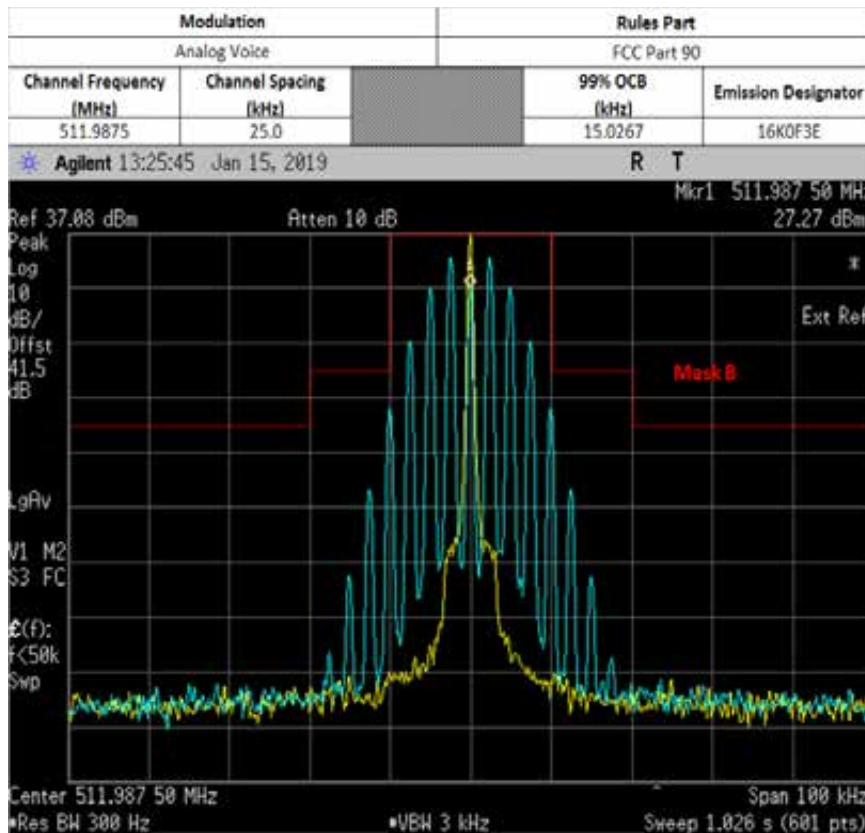 Modulation Rules Part
Analog Voice FCC Part 90
Channel Frequency (MHz) Channel Spacing (kHz) 99% OCB (kHz) Emission Designator
511.9875 25.0 15.0267 16K0F3E
Agilent 13:25:45 Jan 15, 2019 R T
Mkr1 511.987 50 MHz
Ref 37.08 dBm Atten 10 dB 27.27 dBm
Peak
Log
10
dB/
Offst
41.5
dB
*
Ext Ref
Mask B
LgAv
V1 M2
S3 FC
£(f):
f<50k
Swp
Center 511.987 50 MHz Span 100 kHz
*Res BW 300 Hz *VBW 3 kHz Sweep 1.026 s (601 pts)